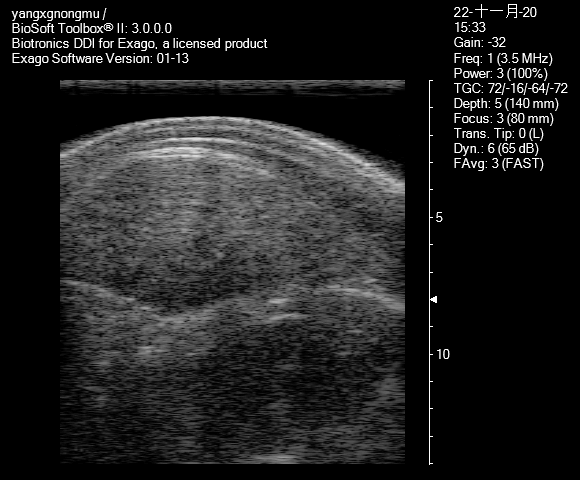 yangxgnongmu /
BioSoft Toolbox® II: 3.0.0.0
Biotronics DDI for Exago, a licensed product
Exago Software Version: 01-13
22-十一月-20
15:33
Gain: -32
Freq: 1 (3.5 MHz)
Power: 3 (100%)
TGC: 72/-16/-64/-72
Depth: 5 (140 mm)
Focus: 3 (80 mm)
Trans. Tip: 0 (L)
Dyn.: 6 (65 dB)
FAvg: 3 (FAST)
5
10